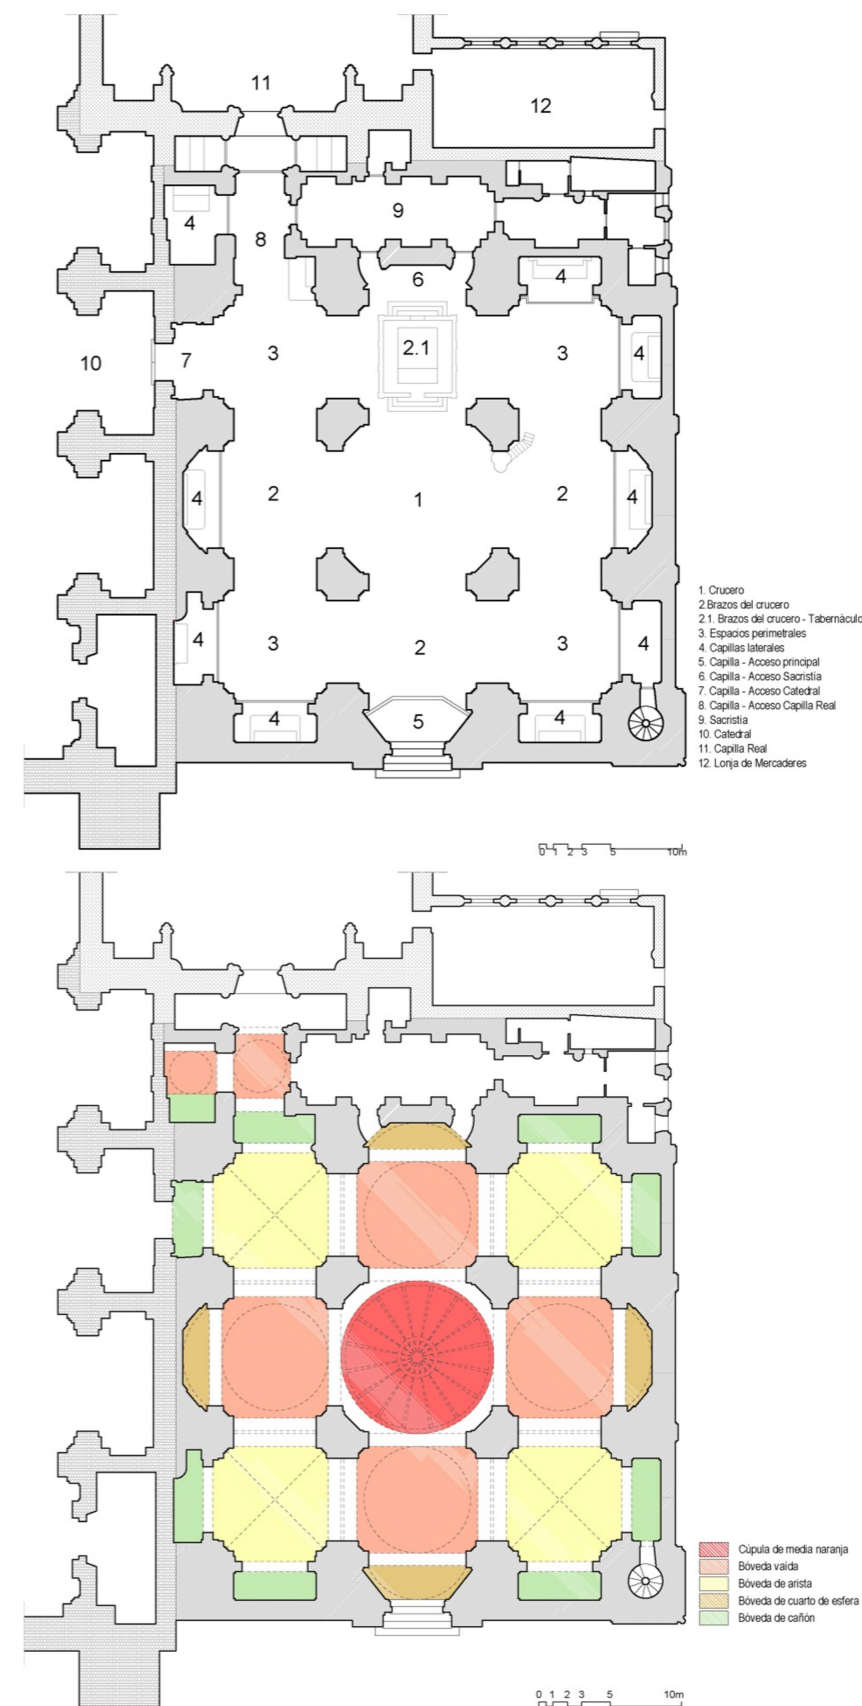 11
12
4
9
8
6
4
2.1
10
7
3
3
4
4
2
1
2
4
4
3
2
3
4
4
5
4
1. Crucero
2.Brazos del crucero
2.1. Brazos del crucero - Tabernáculo
3. Espacios perimetrales
4. Capillas laterales
5. Capilla - Acceso principal
6. Capilla - Acceso Sacristía
7. Capilla - Acceso Catedral
8. Capilla - Acceso Capilla Real
9. Sacristía
10. Catedral
11. Capilla Real
12. Lonja de Mercaderes
0 1 2 3 5 10m
Cúpula de media naranja
Bóveda vaida
Bóveda de arista
Bóveda de cuarto de esfera
Bóveda de cañón
0 1 2 3 5 10m